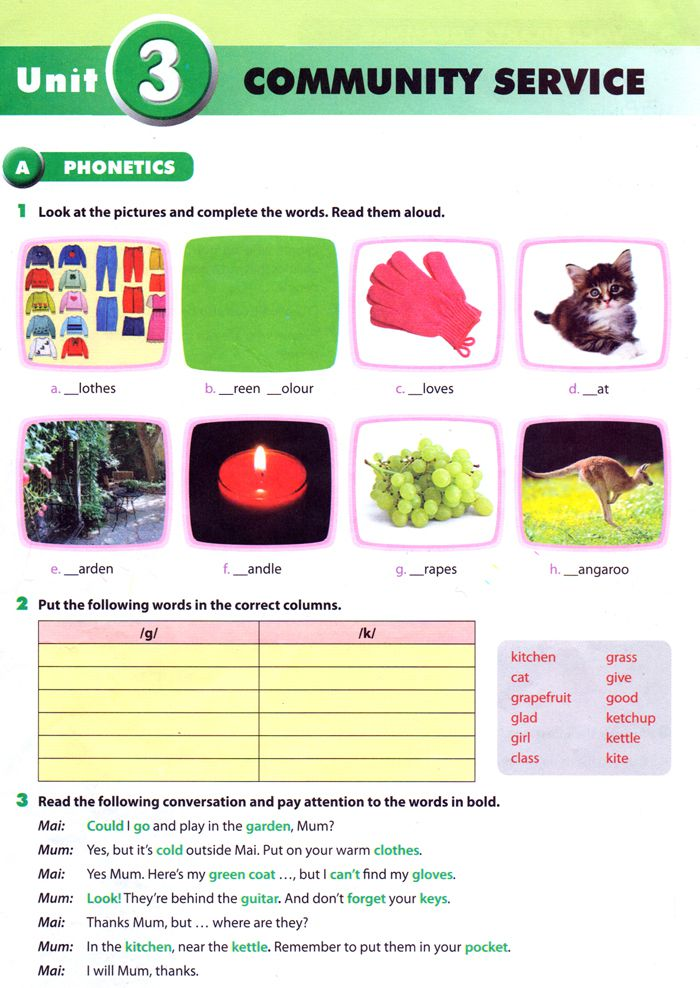 Unit 3 COMMUNITY SERVICE
A PHONETICS
1 Look at the pictures and complete the words. Read them aloud.
a. __lothes b. __reen __olour c. __loves d. __at
e. __arden f. __andle g. __rapes h. __angaroo
2 Put the following words in the correct columns.
/g/ /k/
kitchen grass
cat give
grapefruit good
glad ketchup
girl kettle
class kite
3 Read the following conversation and pay attention to the words in bold.
Mai: Could I go and play in the garden, Mum?
Mum: Yes, but it's cold outside Mai. Put on your warm clothes.
Mai: Yes Mum. Here's my green coat …, but I can't find my gloves.
Mum: Look! They're behind the guitar. And don't forget your keys.
Mai: Thanks Mum, but … where are they?
Mum: In the kitchen, near the kettle. Remember to put them in your pocket.
Mai: I will Mum, thanks.